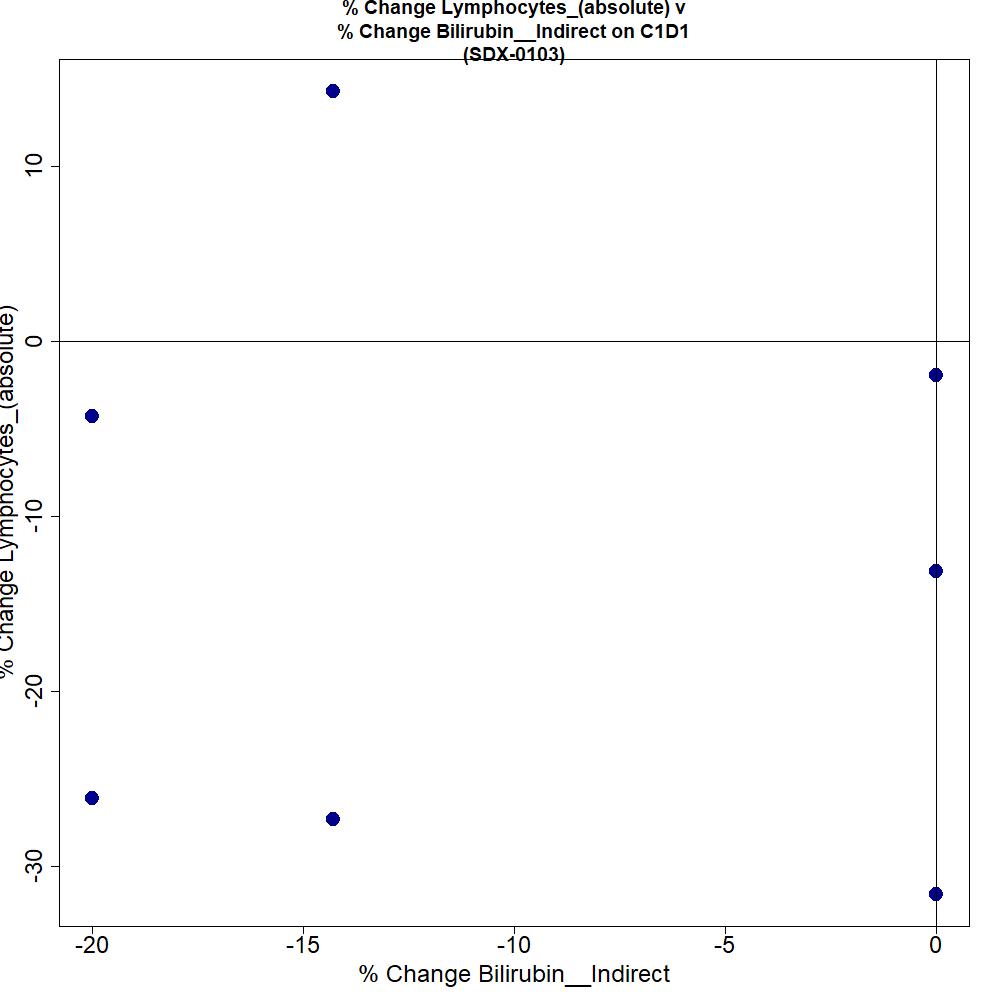 % Change Lymphocytes_(absolute) v
% Change Bilirubin__Indirect on C1D1
(SDX-0103)
% Change Lymphocytes_(absolute)
10
0
-10
-20
-30
-20
-15
-10
-5
0
% Change Bilirubin__Indirect